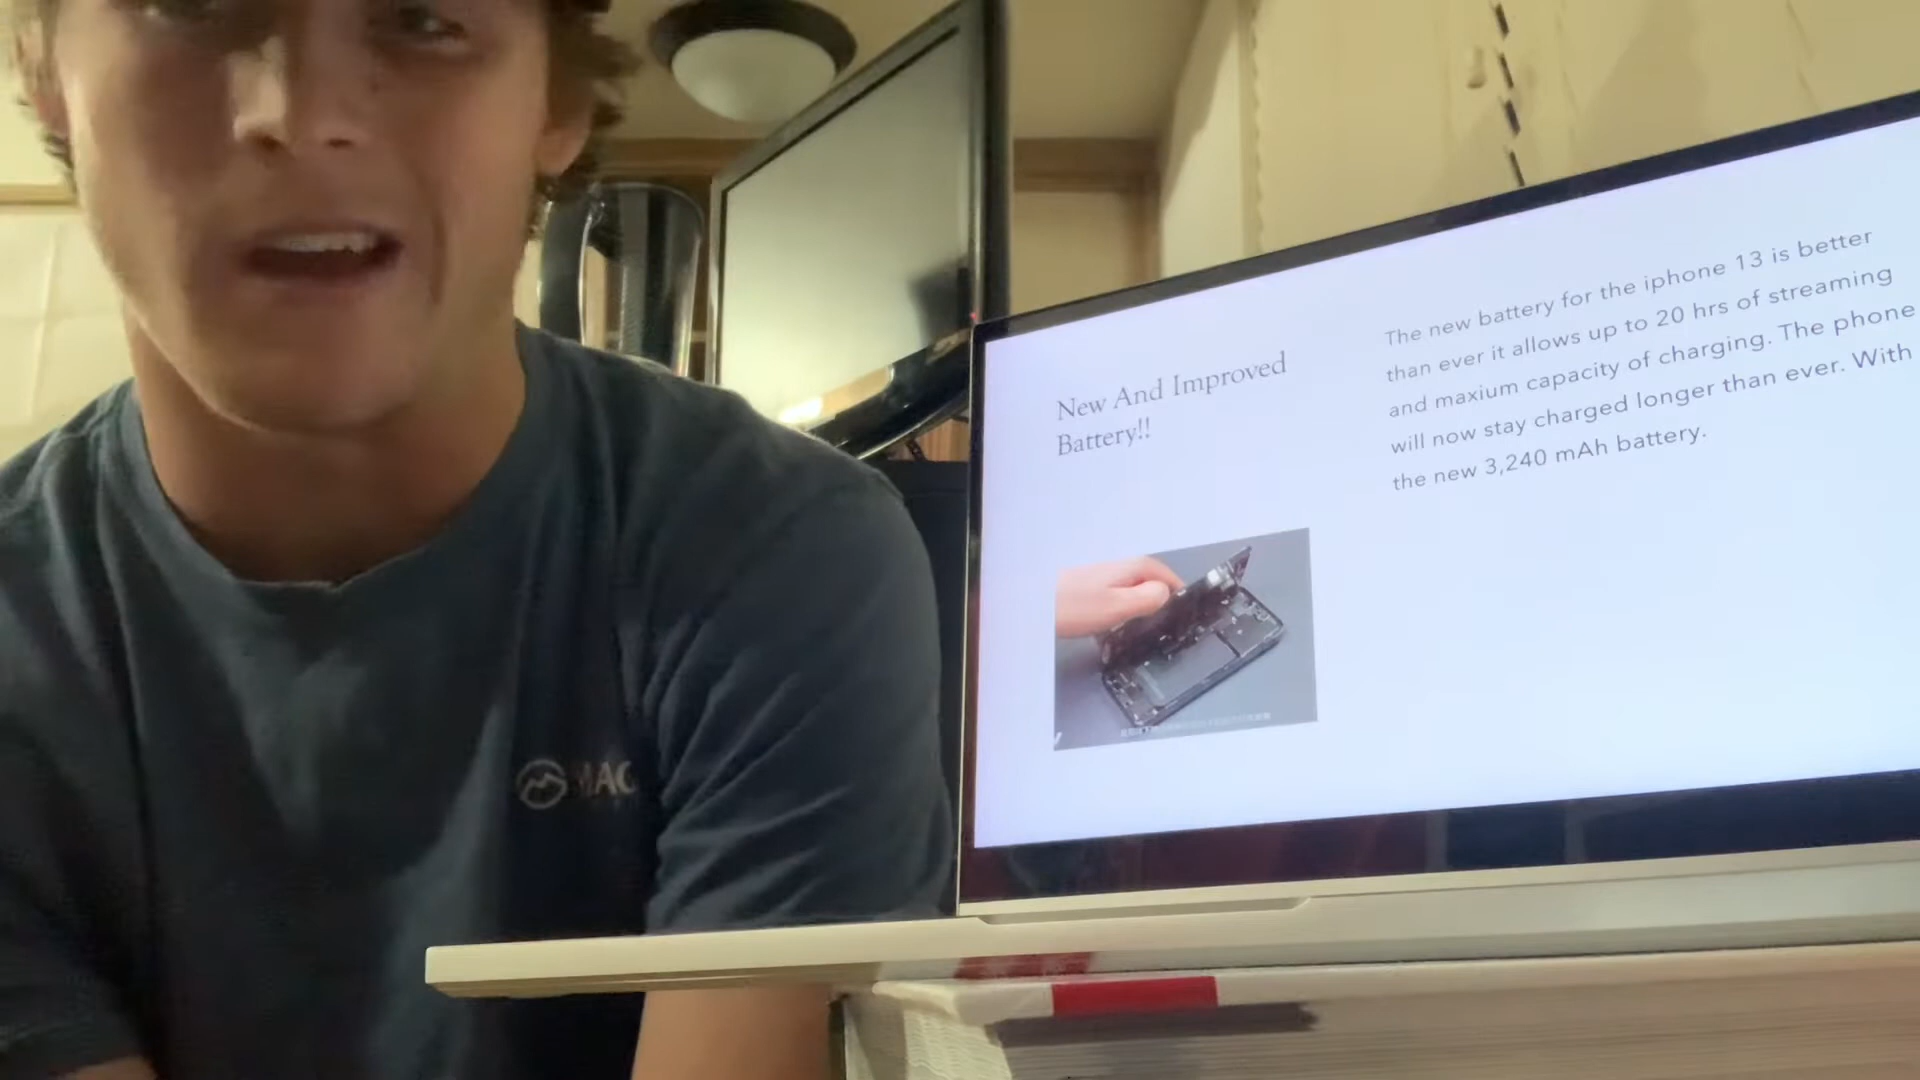 New And Improved
Battery!!
The new battery for the iphone 13 is better
than ever it allows up to 20 hrs of streaming
and maxium capacity of charging. The phone
will now stay charged longer than ever. With
the new 3,240 mAh battery.
MAG